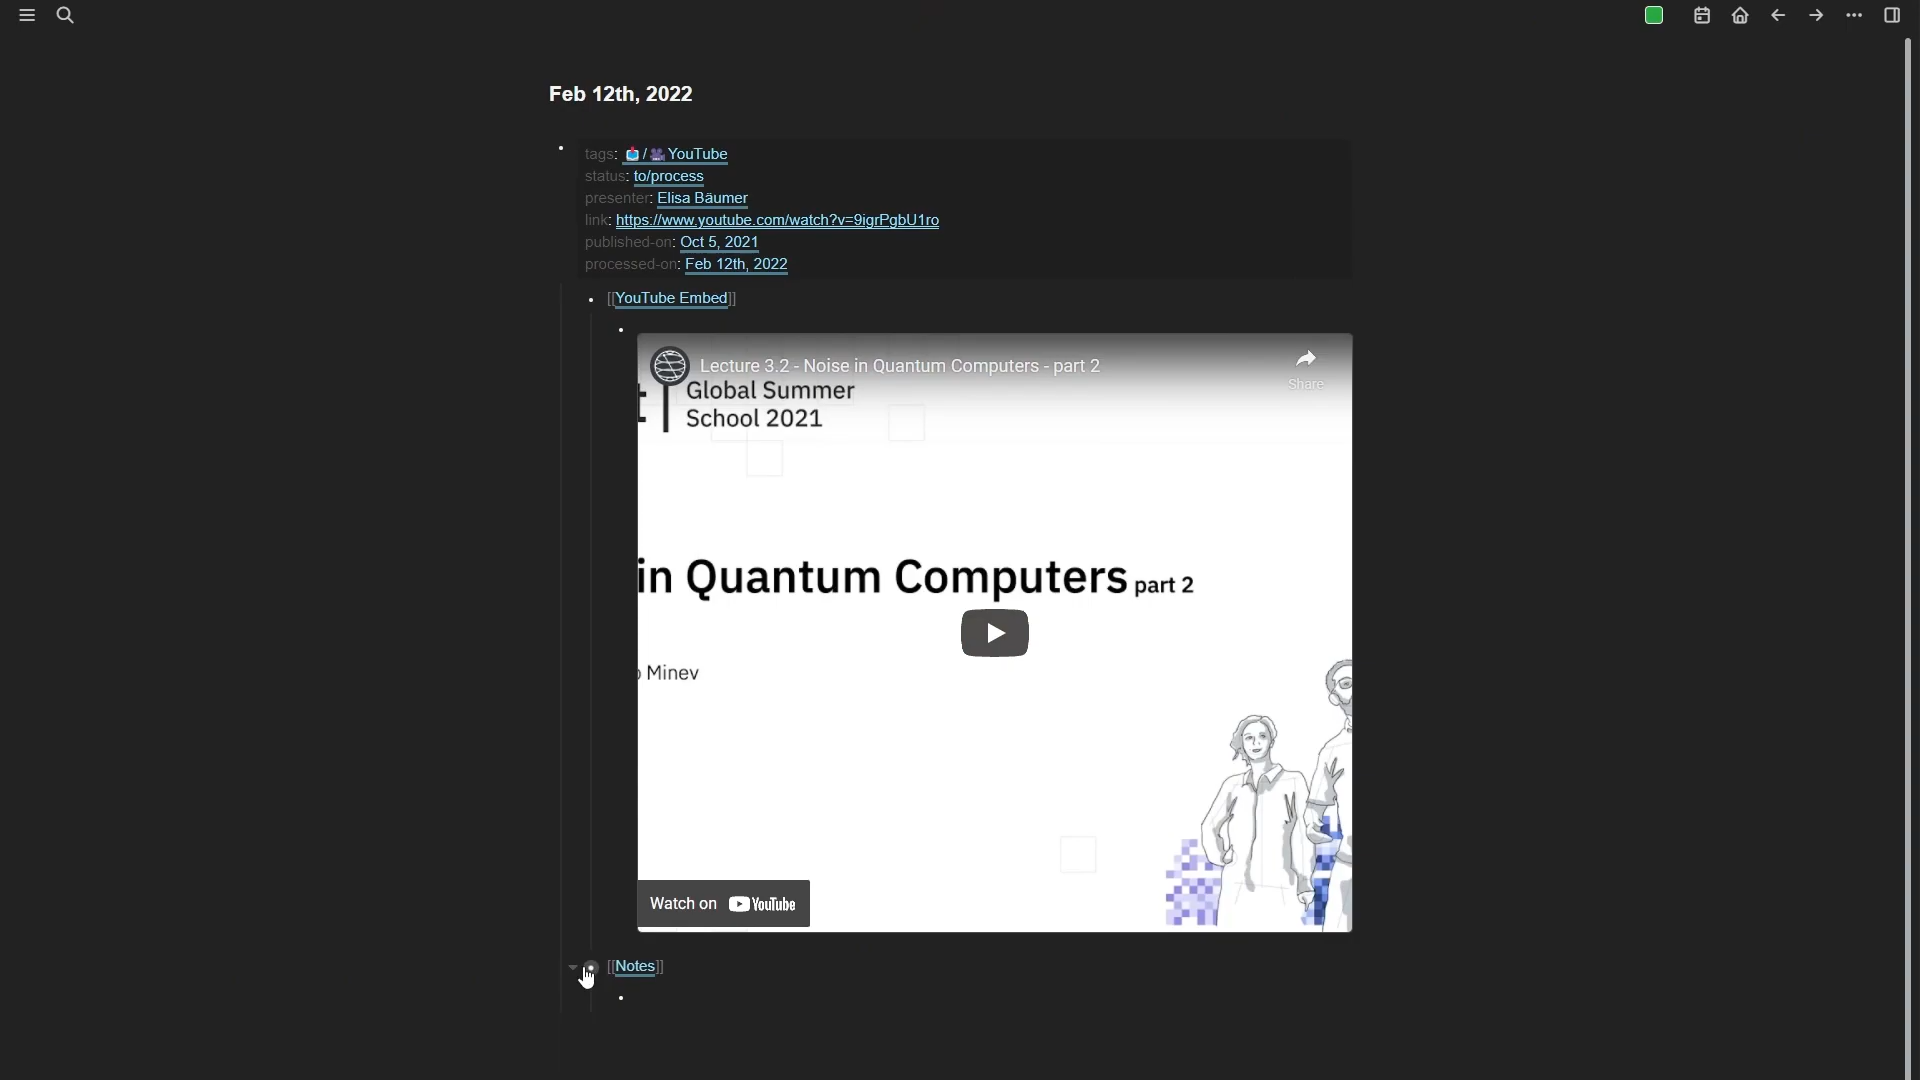 Feb 12th, 2022
tags: 📥/🎥YouTube
status: to/process
presenter: Elisa Bäumer
link: https://www.youtube.com/watch?v=9igrPgbU1ro
published-on: Oct 5, 2021
processed-on: Feb 12th, 2022
[[YouTube Embed]]
Lecture 3.2 - Noise in Quantum Computers - part 2
Share
Global Summer
School 2021
in Quantum Computers part 2
Minev
Watch on YouTube
[[Notes]]